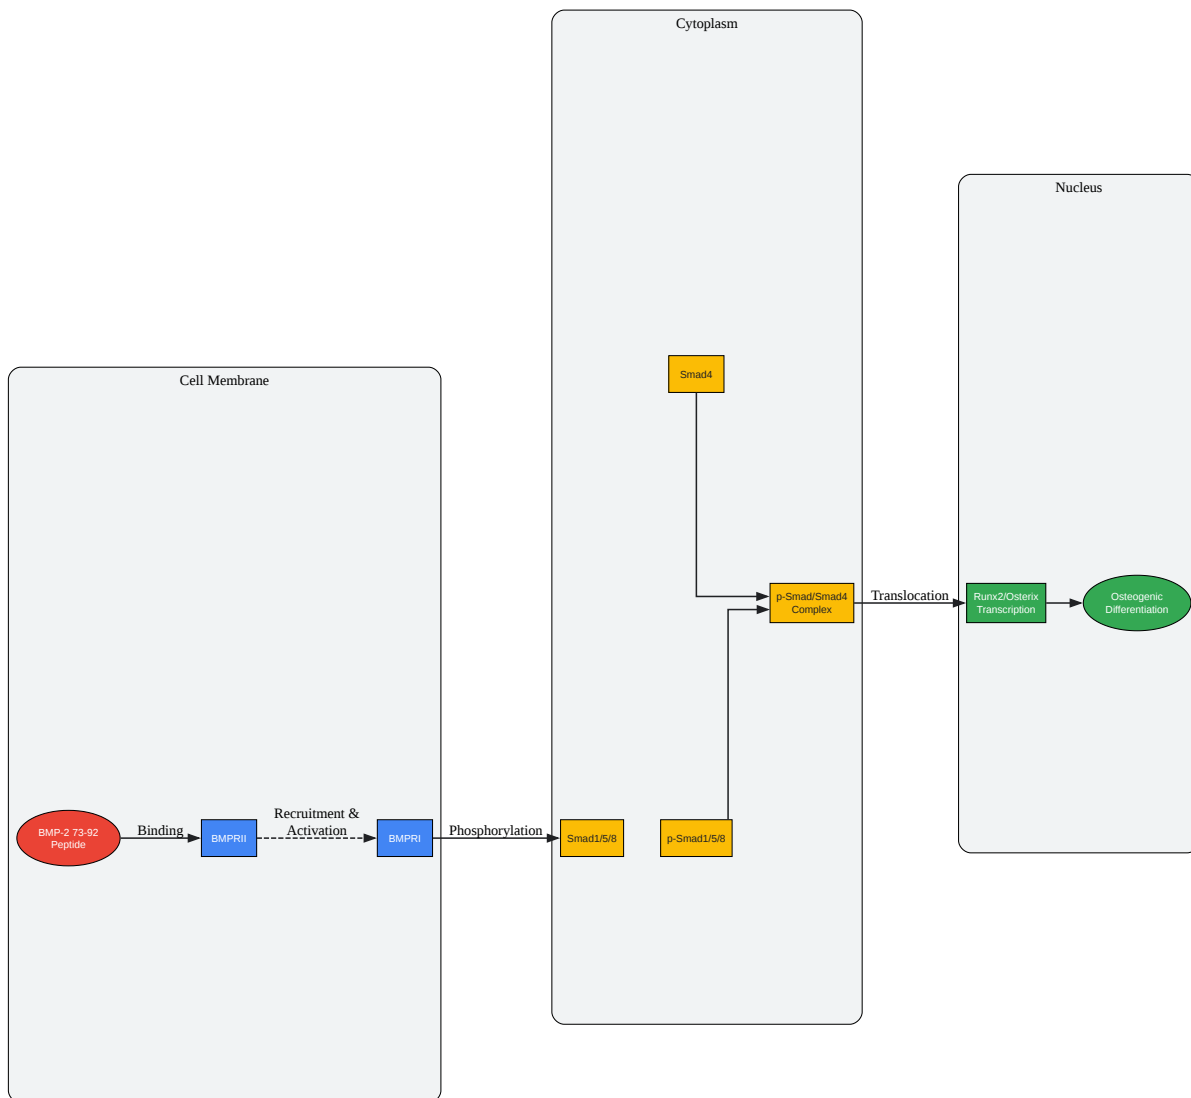 Cytoplasm
Nucleus
Cell Membrane
Smad4
p-Smad/Smad4
Complex
Translocation
Runx2/Osterix
Transcription
Osteogenic
Differentiation
BMP-2 73-92
Peptide
Binding
BMPRII
Recruitment &
Activation
BMPRI
Phosphorylation
Smad1/5/8
p-Smad1/5/8